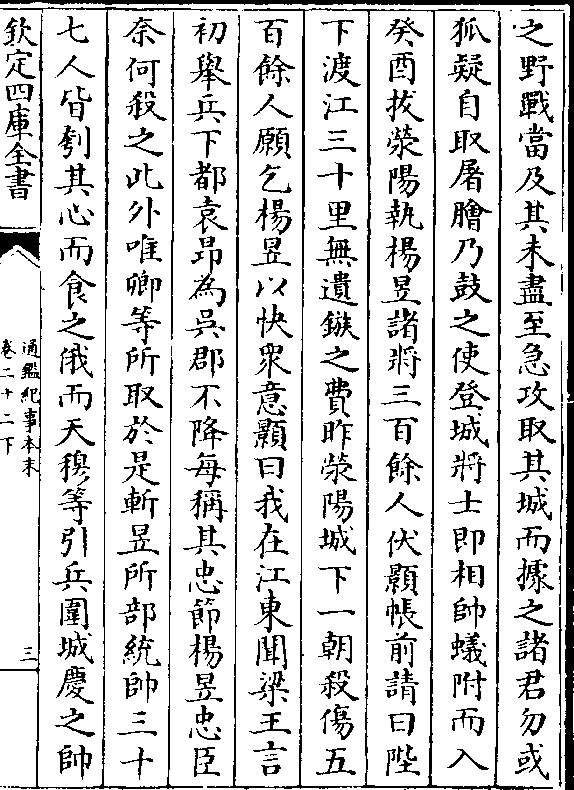 之野戰當及其未盡至急攻取其城而據之諸君勿或
狐疑自取屠膾乃鼓之使登城將士即相帥蟻附而入
癸酉拔滎陽執楊昱諸將三百餘人伏顥帳前請曰陛
下渡江三十里無遺鏃之費昨滎陽城下一朝殺傷五
百餘人願乞楊昱以快衆意顥曰我在江東聞梁王言
初舉兵下都袁昂為吳郡不降每稱其忠節楊昱忠臣
奈何殺之此外唯卿等所取於是斬昱所部統帥三十
七人皆刳其心而食之俄而天穆等引兵圍城慶之帥
欽定四庫全書
通鑑紀事本末
卷二十二下
三